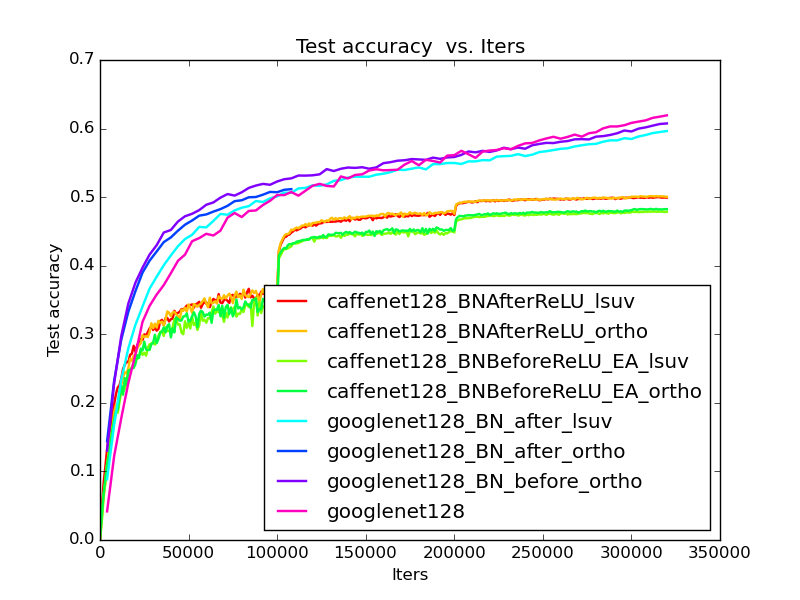 Test accuracy  vs. Iters
0.7
0.6
0.5
0.4
0.3
0.2
0.1
0.0
Test accuracy
caffenet128_BNAfterReLU_lsuv
caffenet128_BNAfterReLU_ortho
caffenet128_BNBeforeReLU_EA_lsuv
caffenet128_BNBeforeReLU_EA_ortho
googlenet128_BN_after_lsuv
googlenet128_BN_after_ortho
googlenet128_BN_before_ortho
googlenet128
0 50000 100000 150000 200000 250000 300000 350000
Iters